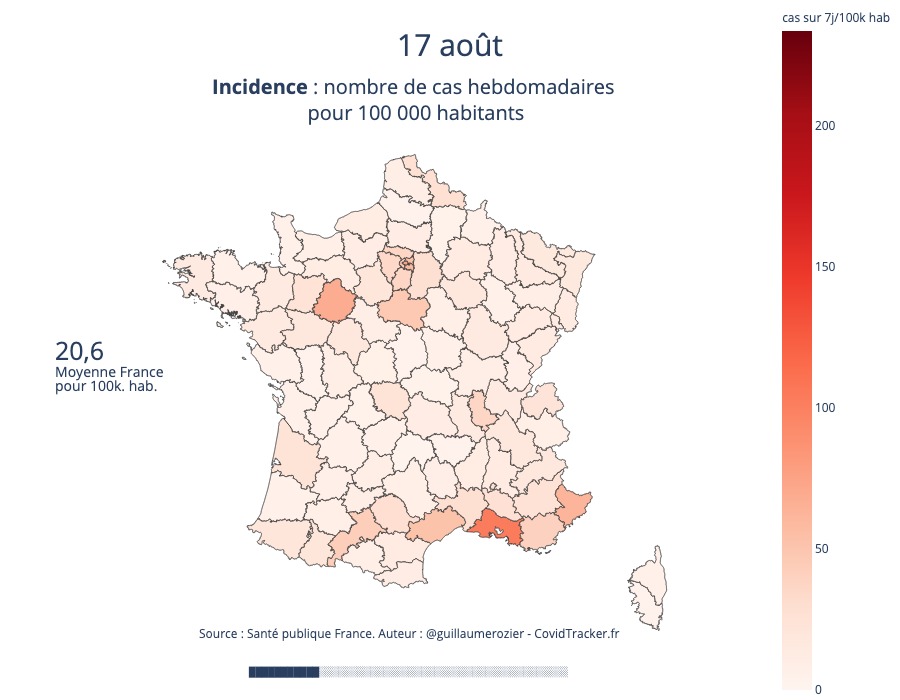 cas sur 7j/100k hab
17 août
Incidence : nombre de cas hebdomadaires
pour 100 000 habitants
200
150
20,6
Moyenne France
pour 100k. hab.
100
50
Source : Santé publique France. Auteur : @guillaumerozier - CovidTracker.fr
0